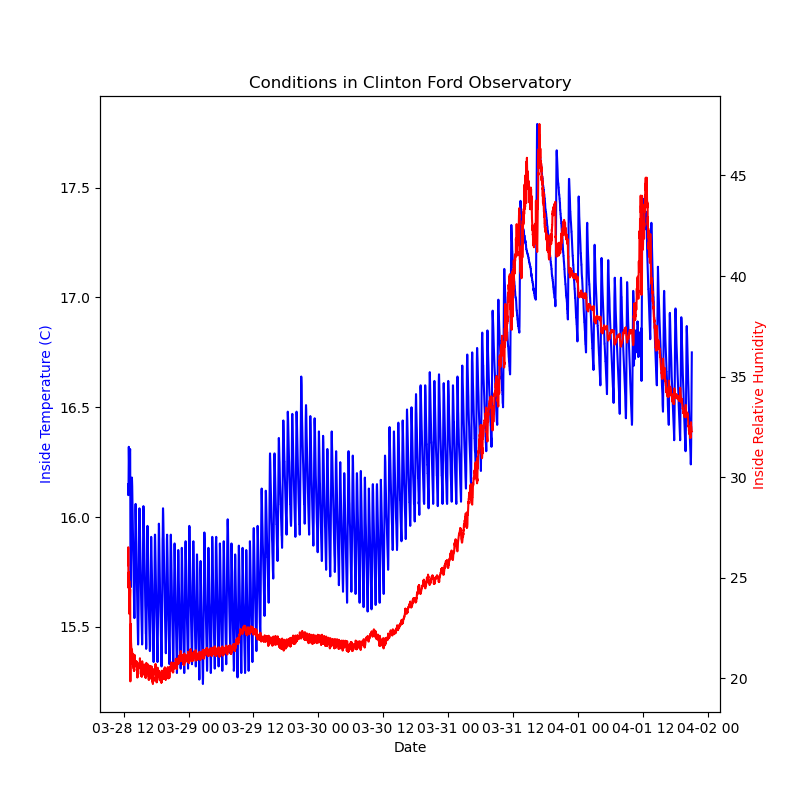 Conditions in Clinton Ford Observatory
Inside Temperature (C)
17.5
17.0
16.5
16.0
15.5
45
40
35
30
25
20
Inside Relative Humidity
03-28 12 03-29 00 03-29 12 03-30 00 03-30 12 03-31 00 03-31 12 04-01 00 04-01 12 04-02 00
Date